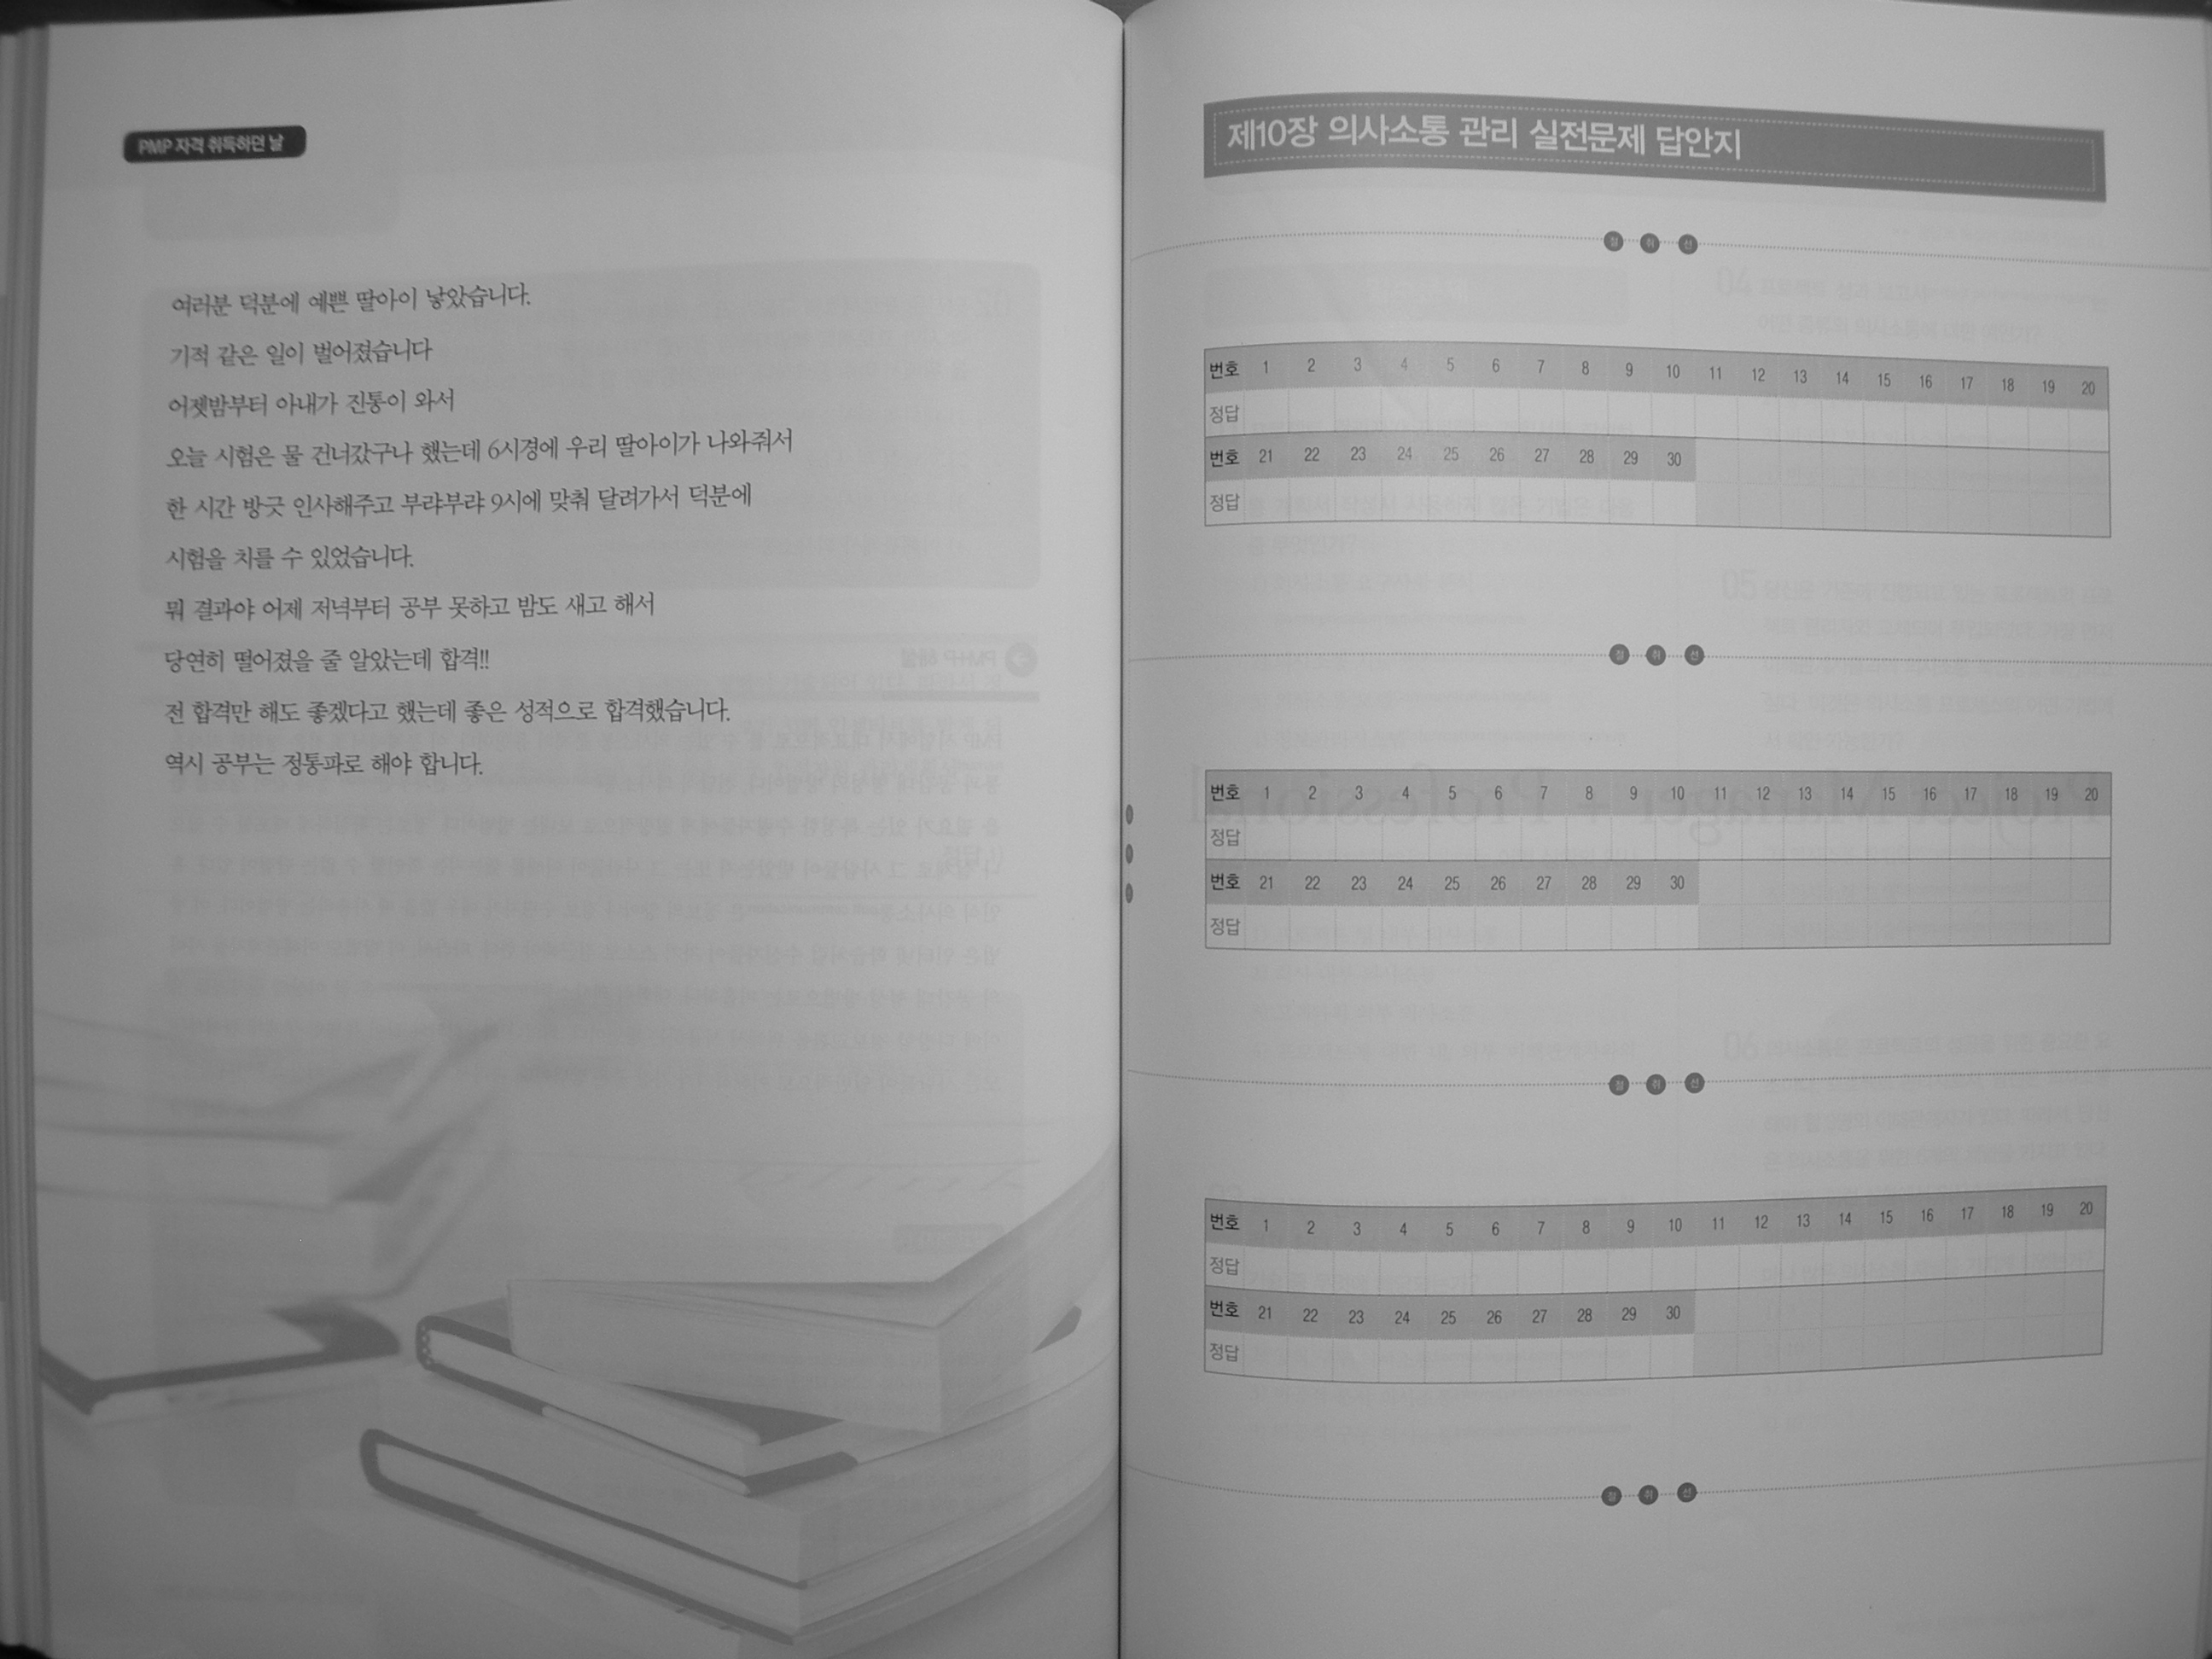 PMP 자격 취득하던 날
여러분 덕분에 예쁜 딸아이 낳았습니다.
기적 같은 일이 벌어졌습니다
어젯밤부터 아내가 진통이 와서
오늘 시험은 물 건너갔구나 했는데 6시경에 우리 딸아이가 나와줘서
한 시간 방긋 인사해주고 부랴부랴 9시에 맞춰 달려가서 덕분에
시험을 치를 수 있었습니다.
뭐 결과야 어제 저녁부터 공부 못하고 밤도 새고 해서
당연히 떨어졌을 줄 알았는데 합격!!
전 합격만 해도 좋겠다고 했는데 좋은 성적으로 합격했습니다.
역시 공부는 정통파로 해야 합니다.
제10장 의사소통 관리 실전문제 답안지
절 취 선
번호 1 2 3 4 5 6 7 8 9 10 11 12 13 14 15 16 17 18 19 20
정답
번호 21 22 23 24 25 26 27 28 29 30
정답
절 취 선
번호 1 2 3 4 5 6 7 8 9 10 11 12 13 14 15 16 17 18 19 20
정답
번호 21 22 23 24 25 26 27 28 29 30
정답
절 취 선
번호 1 2 3 4 5 6 7 8 9 10 11 12 13 14 15 16 17 18 19 20
정답
번호 21 22 23 24 25 26 27 28 29 30
정답
절 취 선